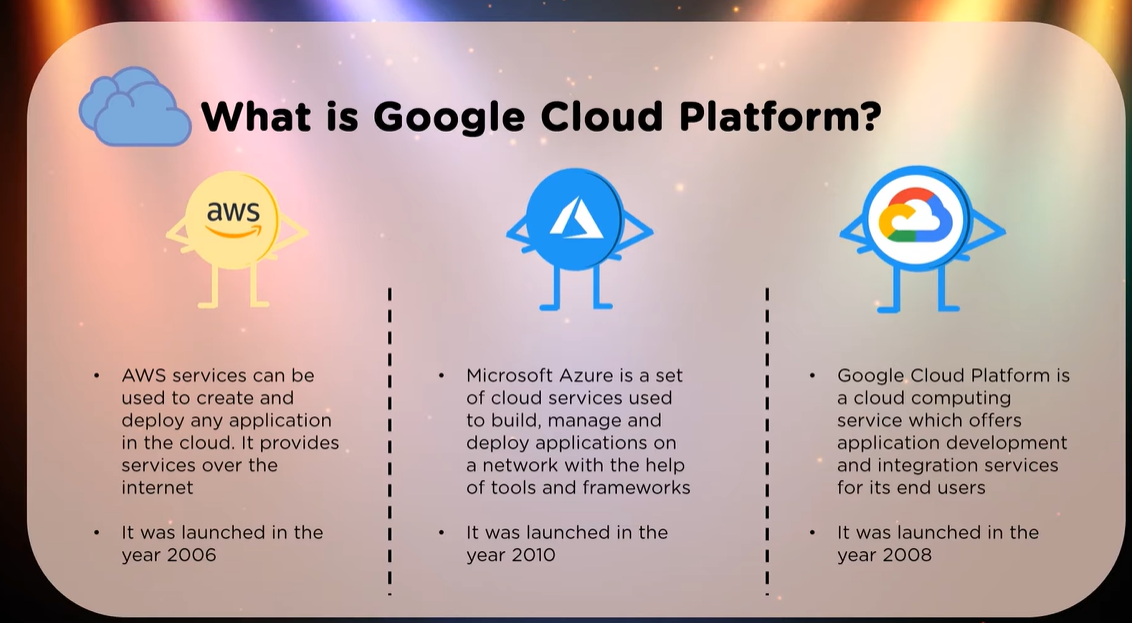 What is Google Cloud Platform?
aws
• AWS services can be
used to create and
deploy any application
in the cloud. It provides
services over the
internet
• It was launched in the
year 2006
• Microsoft Azure is a set
of cloud services used
to build, manage and
deploy applications on
a network with the help
of tools and frameworks
• It was launched in the
year 2010
• Google Cloud Platform is
a cloud computing
service which offers
application development
and integration services
for its end users
• It was launched in the
year 2008